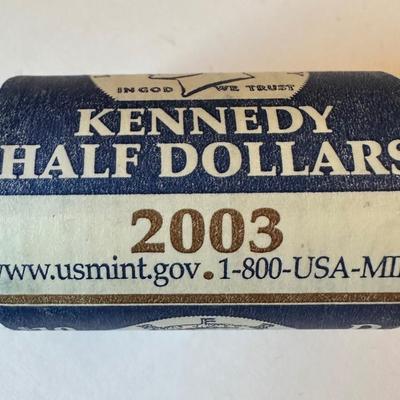 IN GOD WE TRUST
KENNEDY
HALF DOLLARS
2003
www.usmint.gov • 1-800-USA-MI